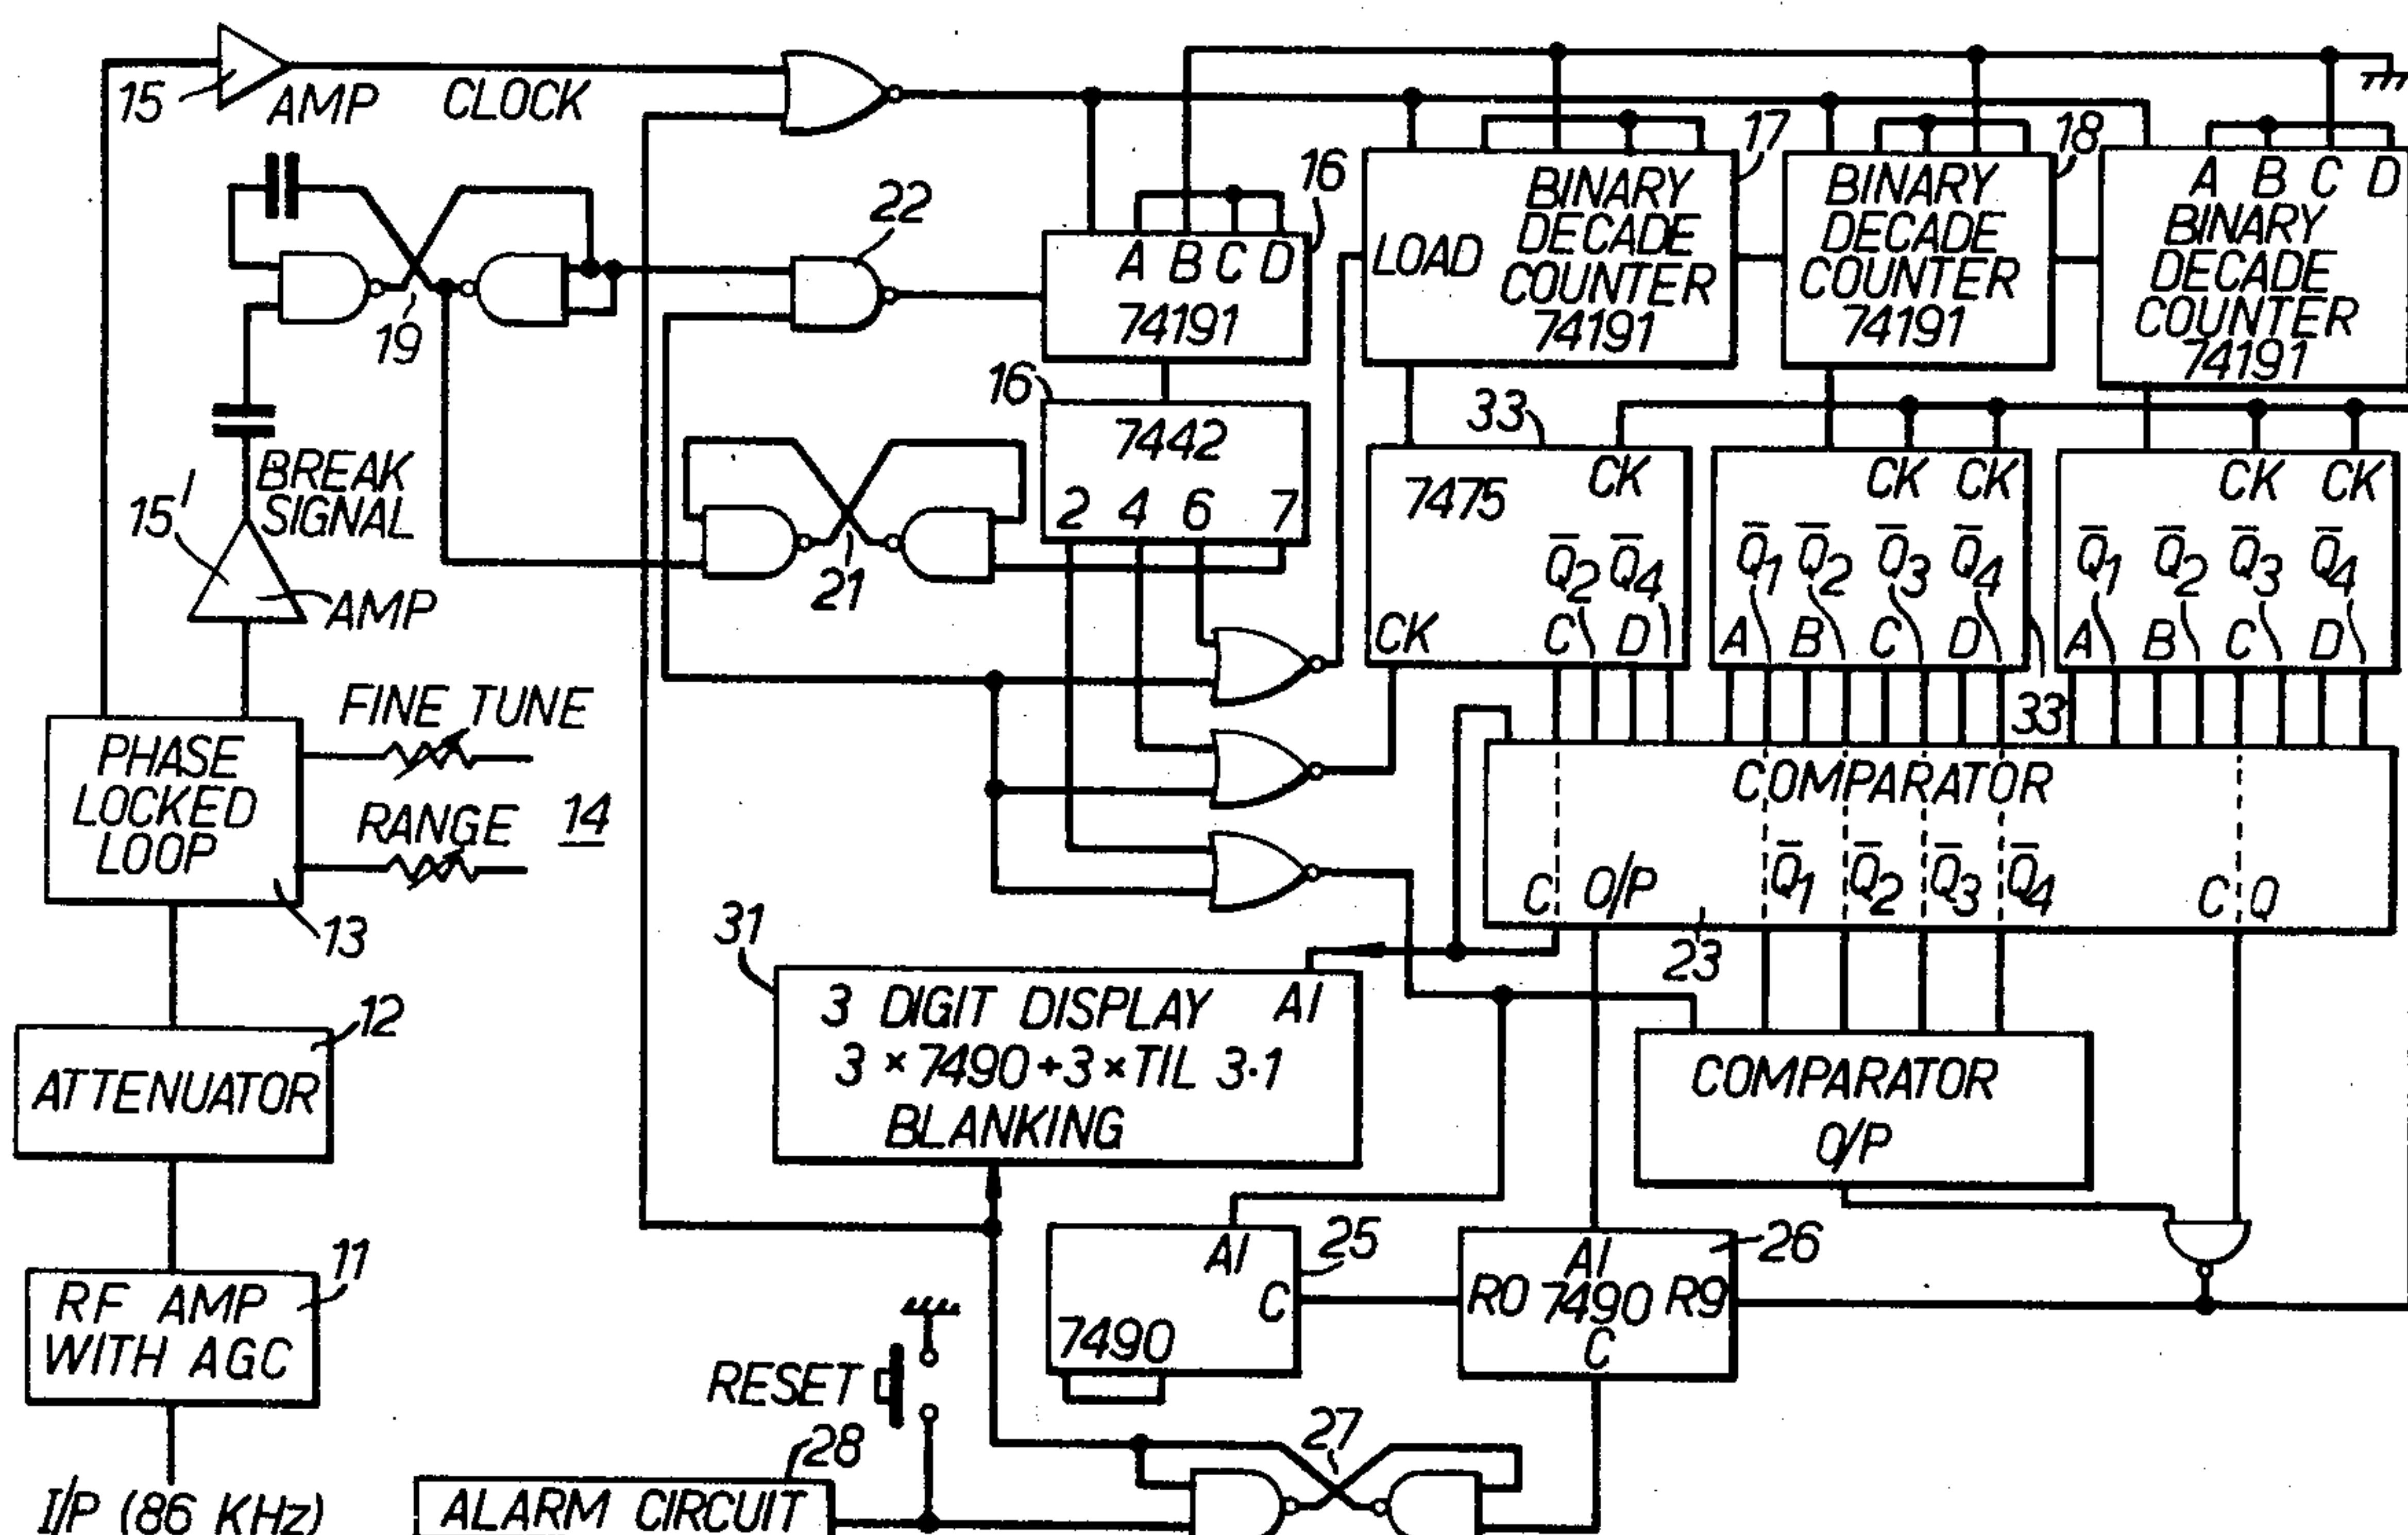 15
AMP
CLOCK
22
16
17
18
A B C D
74191
LOAD
BINARY
DECADE
COUNTER
74191
BINARY
DECADE
COUNTER
74191
A B C D
BINARY
DECADE
COUNTER
74191
19
16
7442
2 4 6 7
33
7475
CK
Q̅2 Q̅4
CK C D
CK CK
Q̅1 Q̅2 Q̅3 Q̅4
A B C D
CK CK
Q̅1 Q̅2 Q̅3 Q̅4
A B C D
33
BREAK
SIGNAL
15'
AMP
21
PHASE
LOCKED
LOOP
FINE TUNE
RANGE
14
13
COMPARATOR
C O/P Q̅1 Q̅2 Q̅3 Q̅4 C Q
23
31
3 DIGIT DISPLAY AI
3 × 7490 + 3 × TIL 3·1
BLANKING
12
ATTENUATOR
COMPARATOR
O/P
11
RF AMP
WITH AGC
AI
C
7490
25
AI
RO 7490 R9
C
26
RESET
28
27
I/P (86 KHz)
ALARM CIRCUIT